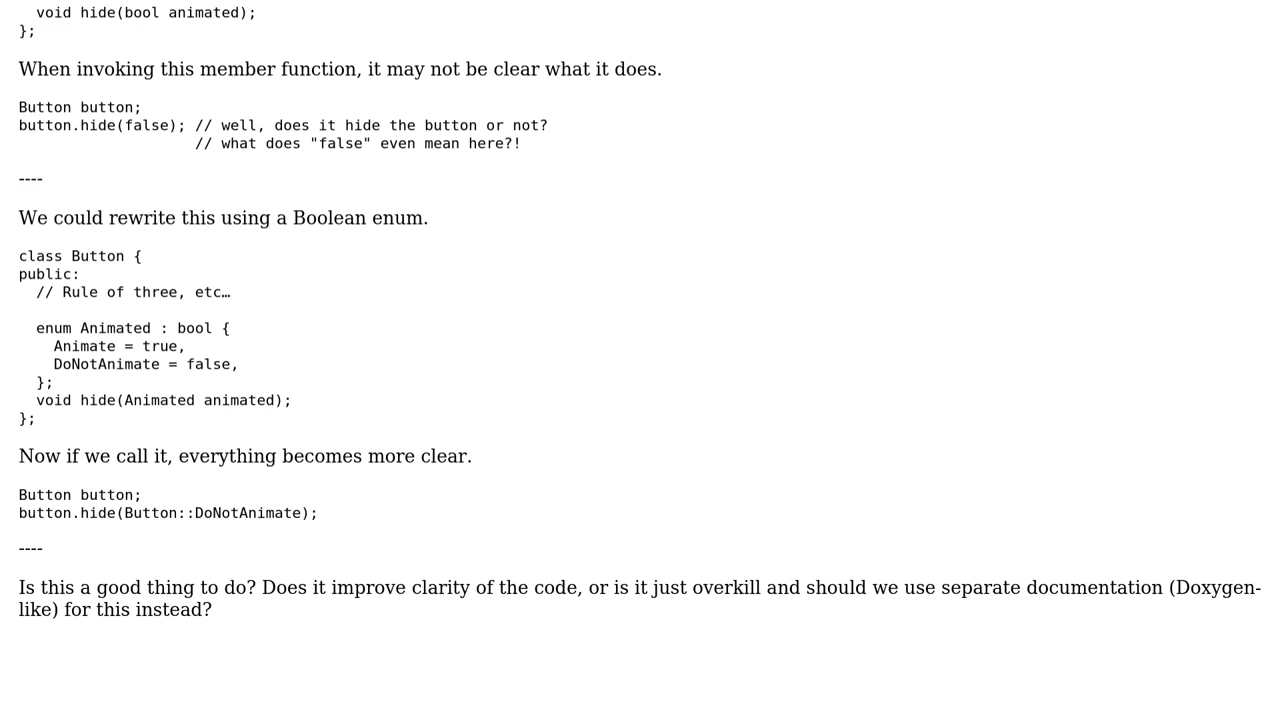 void hide(bool animated);
};
When invoking this member function, it may not be clear what it does.
Button button;
button.hide(false); // well, does it hide the button or not?
                    // what does "false" even mean here?!
----
We could rewrite this using a Boolean enum.
class Button {
public:
  // Rule of three, etc…
  enum Animated : bool {
    Animate = true,
    DoNotAnimate = false,
  };
  void hide(Animated animated);
};
Now if we call it, everything becomes more clear.
Button button;
button.hide(Button::DoNotAnimate);
----
Is this a good thing to do? Does it improve clarity of the code, or is it just overkill and should we use separate documentation (Doxygen-
like) for this instead?